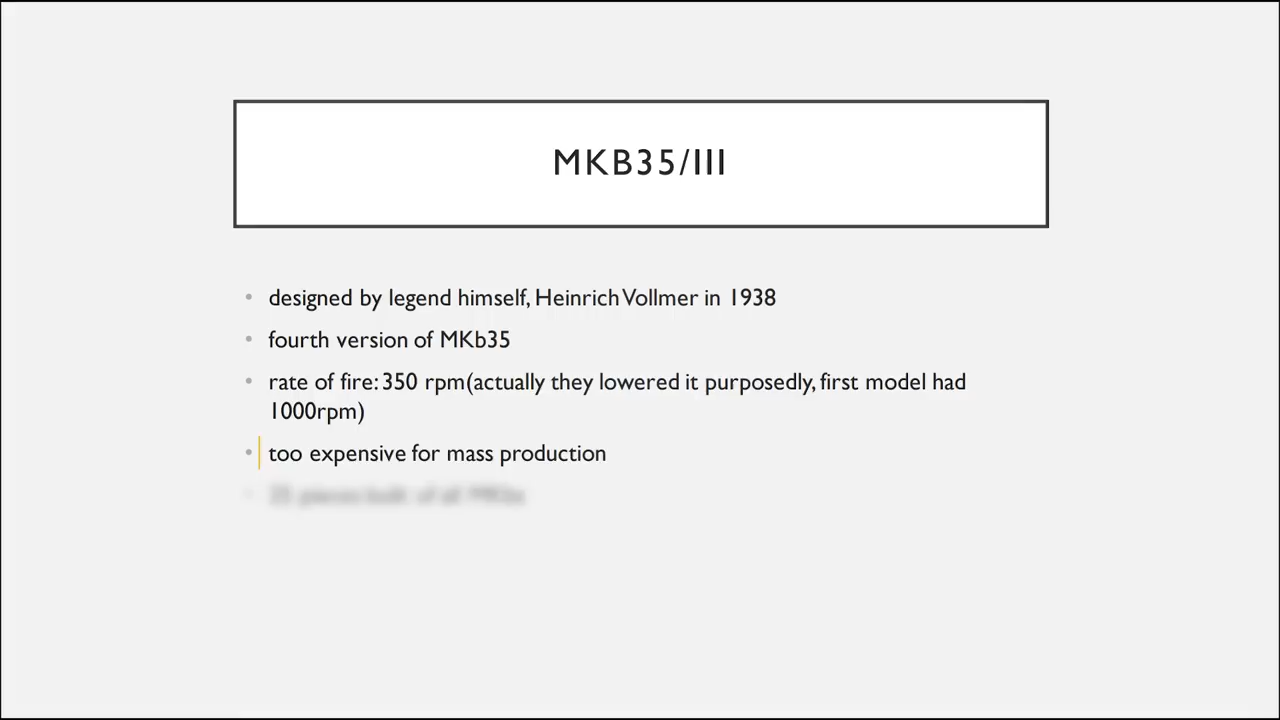 MKB35/III
• designed by legend himself, Heinrich Vollmer in 1938
• fourth version of MKb35
• rate of fire: 350 rpm(actually they lowered it purposedly, first model had
1000rpm)
• too expensive for mass production